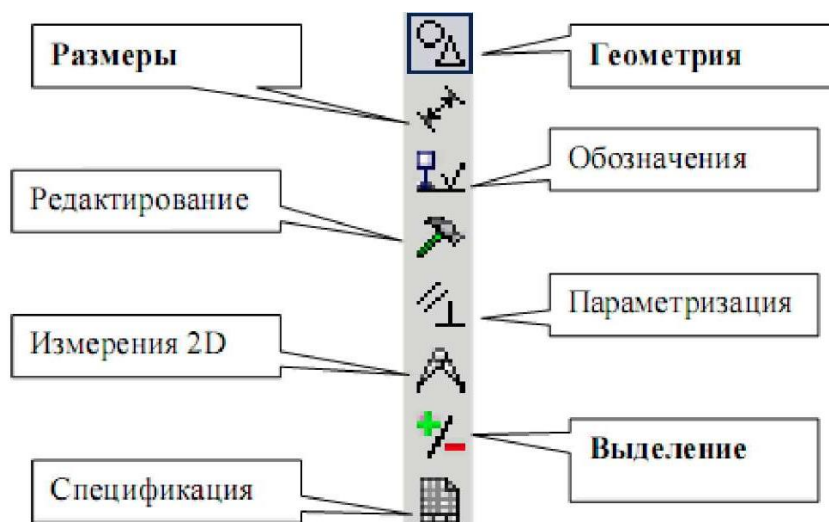 Размеры
Геометрия
Обозначения
Редактирование
Параметризация
Измерения 2D
Выделение
Спецификация